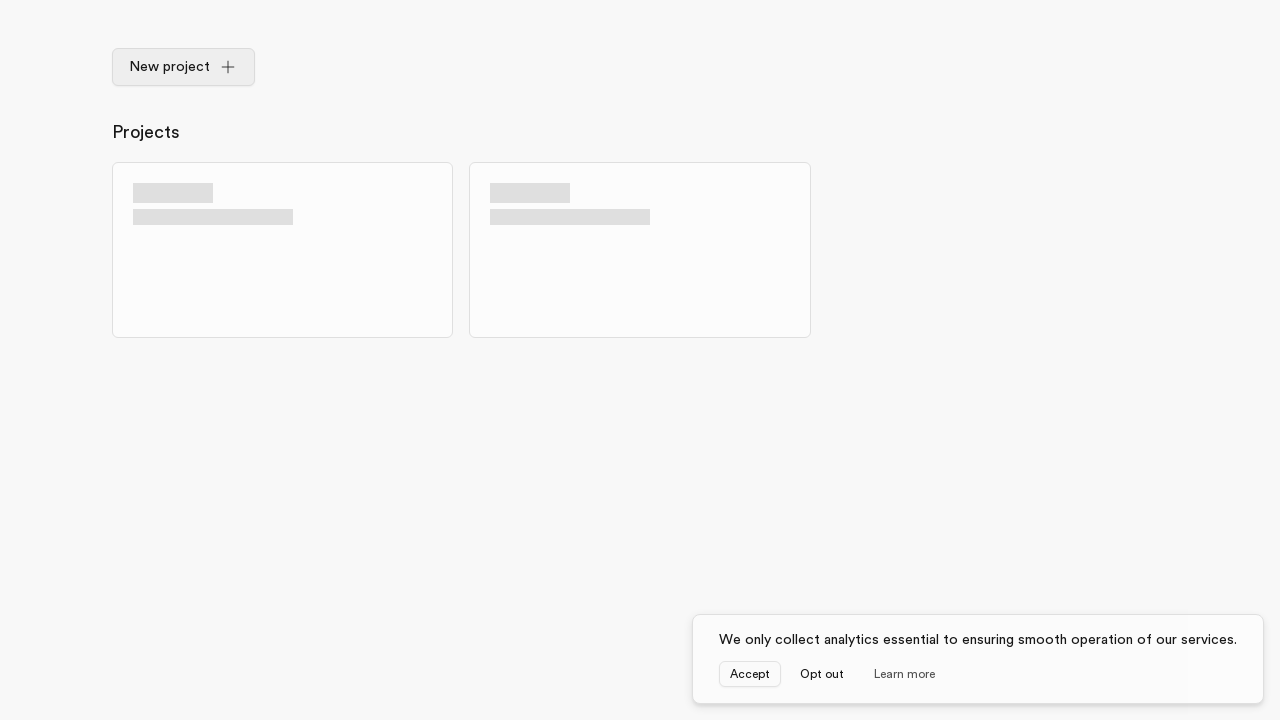 New project
Projects
We only collect analytics essential to ensuring smooth operation of our services.
Accept Opt out Learn more